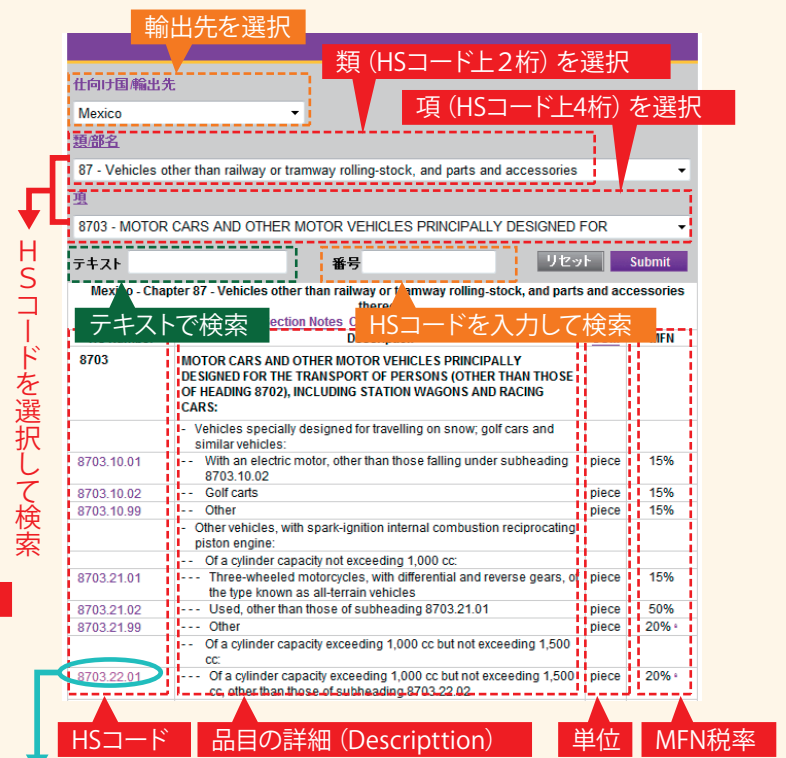 輸出先を選択
類（HSコード上２桁）を選択
仕向け国/輸出先
項（HSコード上4桁）を選択
Mexico
類/部名
87 - Vehicles other than railway or tramway rolling-stock, and parts and accessories
項
8703 - MOTOR CARS AND OTHER MOTOR VEHICLES PRINCIPALLY DESIGNED FOR
HSコードを選択して検索
テキスト 番号 リセット Submit
Mexico - Chapter 87 - Vehicles other than railway or tramway rolling-stock, and parts and accessories
テキストで検索
ection Notes
HSコードを入力して検索
MFN
8703 MOTOR CARS AND OTHER MOTOR VEHICLES PRINCIPALLY
DESIGNED FOR THE TRANSPORT OF PERSONS (OTHER THAN THOSE
OF HEADING 8702), INCLUDING STATION WAGONS AND RACING
CARS:
- Vehicles specially designed for travelling on snow; golf cars and
similar vehicles:
8703.10.01 - - With an electric motor, other than those falling under subheading piece 15%
8703.10.02
8703.10.02 - - Golf carts piece 15%
8703.10.99 - - Other piece 15%
- Other vehicles, with spark-ignition internal combustion reciprocating
piston engine:
- - Of a cylinder capacity not exceeding 1,000 cc:
8703.21.01 - - - Three-wheeled motorcycles, with differential and reverse gears, of piece 15%
the type known as all-terrain vehicles
8703.21.02 - - - Used, other than those of subheading 8703.21.01 piece 50%
8703.21.99 - - - Other piece 20%
- - Of a cylinder capacity exceeding 1,000 cc but not exceeding 1,500
cc:
8703.22.01 - - - Of a cylinder capacity exceeding 1,000 cc but not exceeding 1,500 piece 20%
cc, other than those of subheading 8703.22.02
HSコード 品目の詳細（Descripttion） 単位 MFN税率